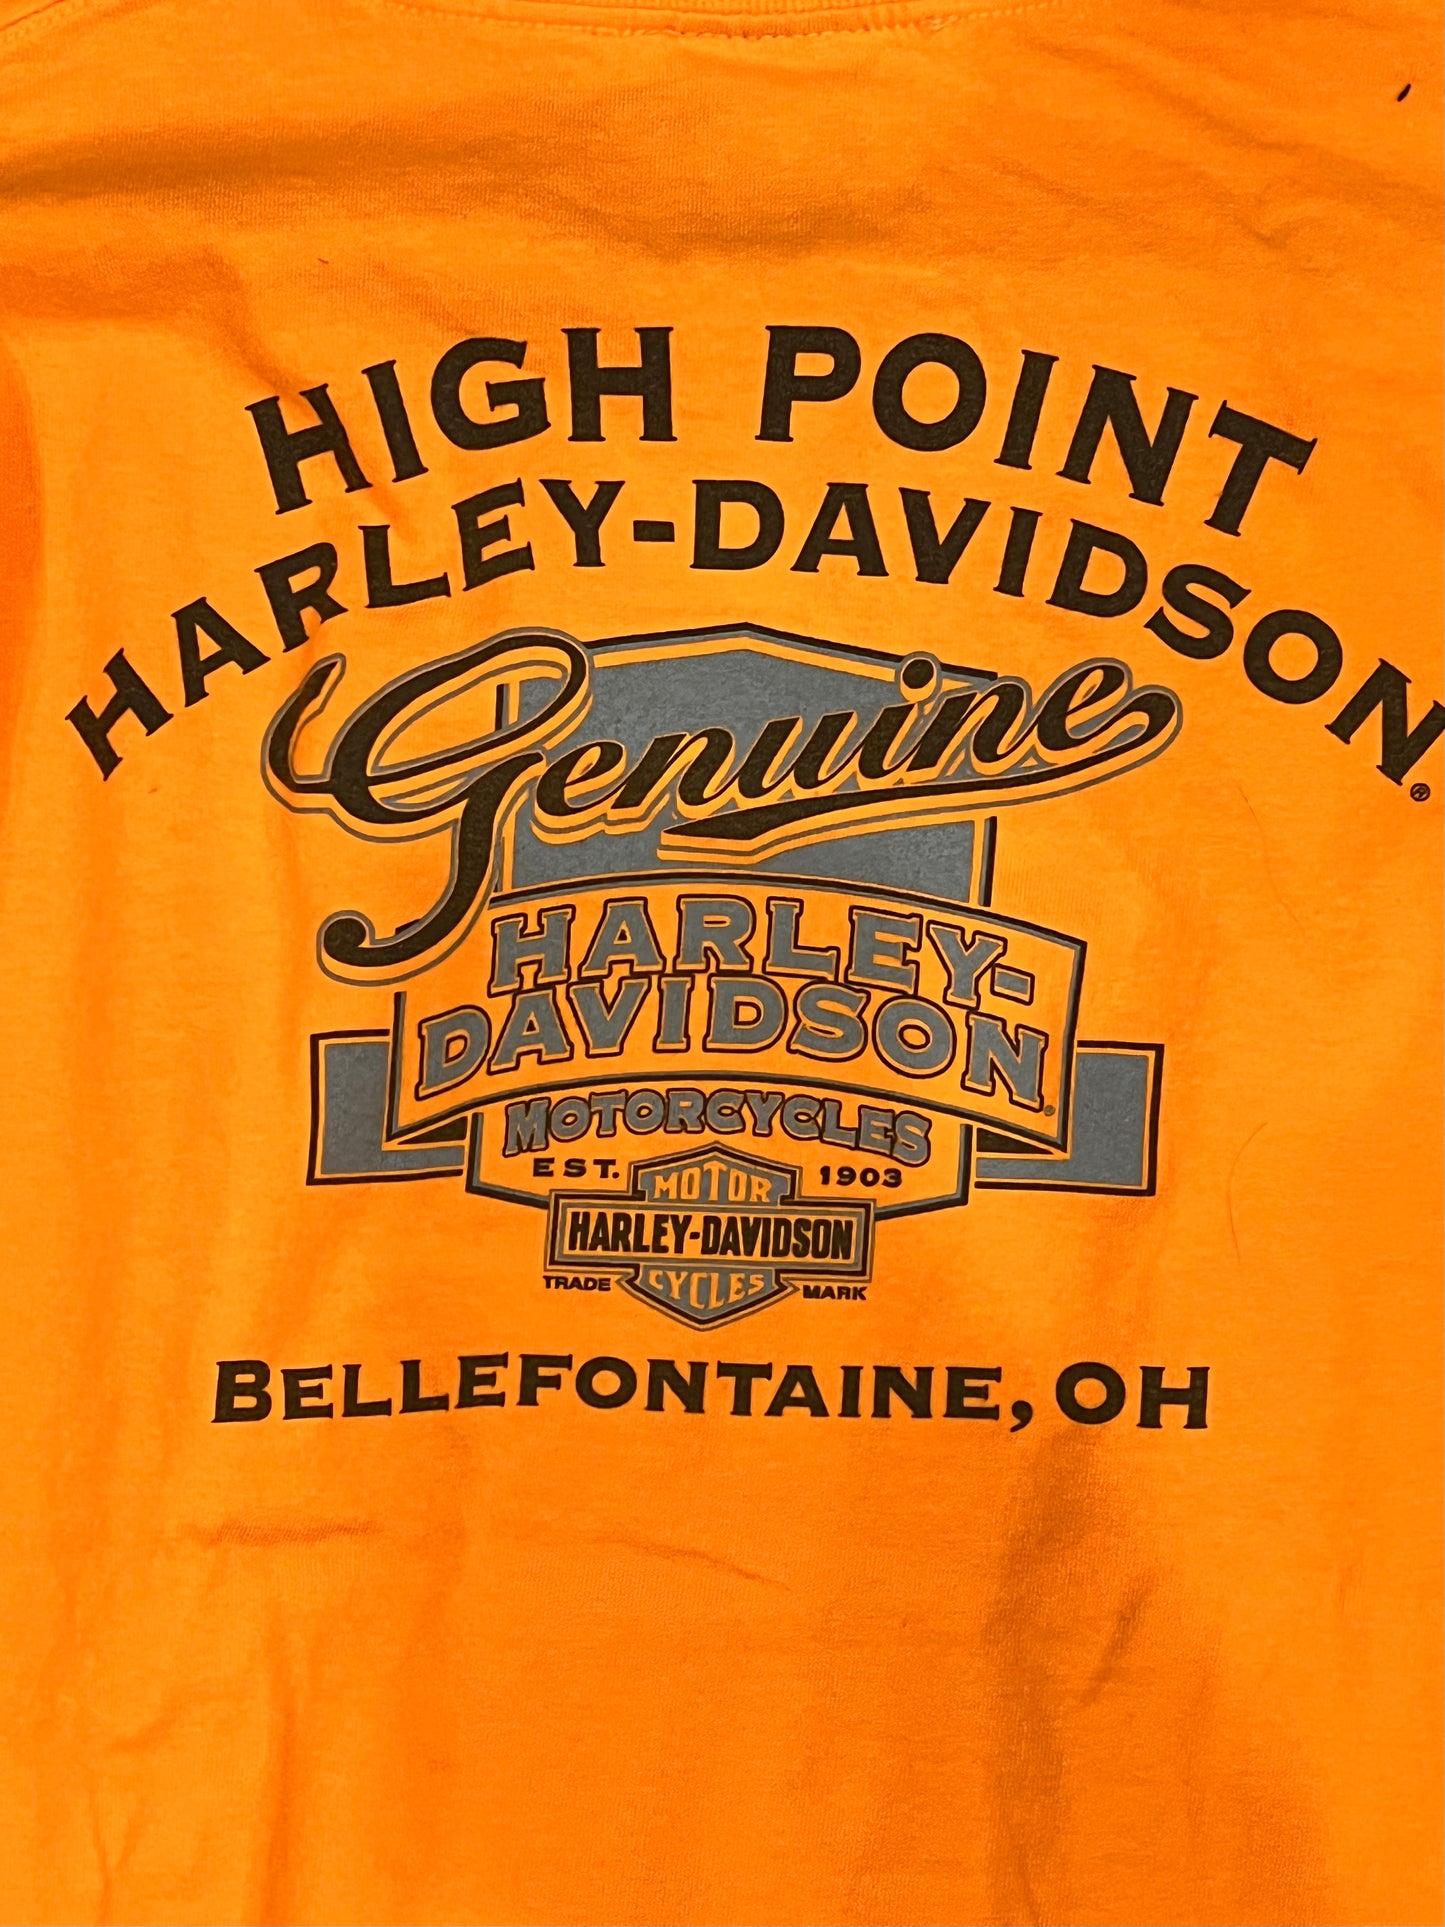 HIGH POINT
HARLEY-DAVIDSON®
Genuine
HARLEY-
DAVIDSON®
MOTORCYCLES
EST. 1903
MOTOR
HARLEY-DAVIDSON
CYCLES
TRADE MARK
BELLEFONTAINE, OH